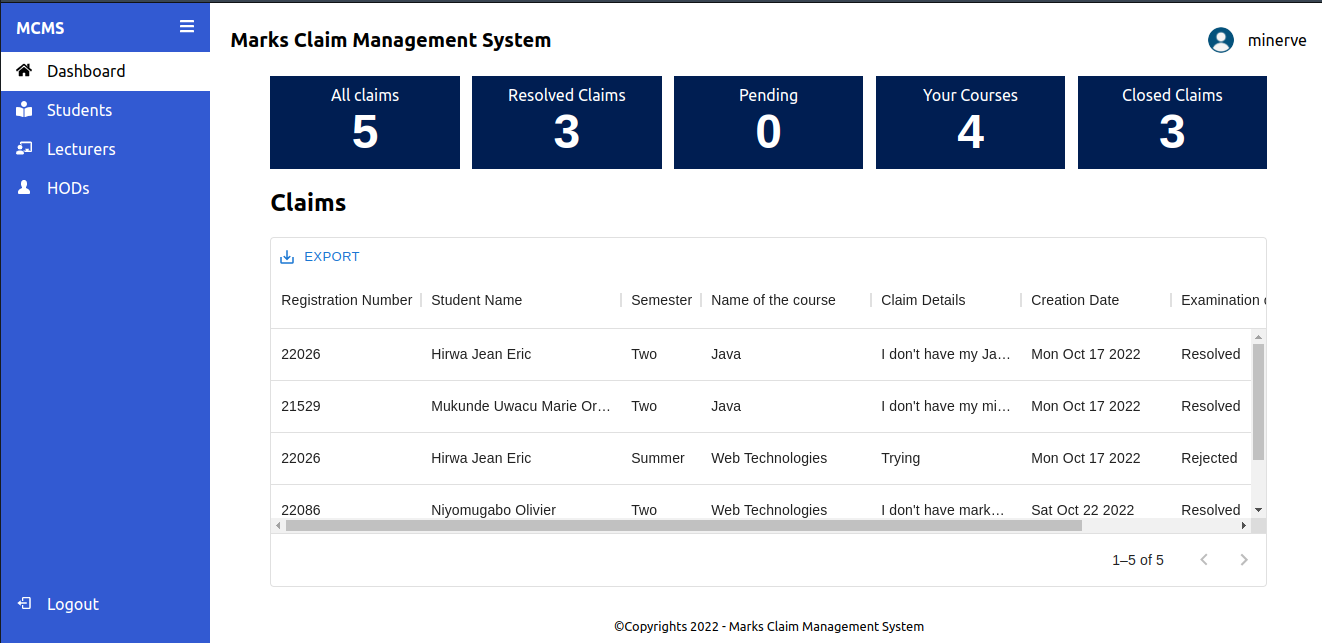 MCMS
Marks Claim Management System
minerve
Dashboard
Students
Lecturers
HODs
Logout
All claims
5
Resolved Claims
3
Pending
0
Your Courses
4
Closed Claims
3
Claims
EXPORT
Registration Number Student Name Semester Name of the course Claim Details Creation Date Examination
22026 Hirwa Jean Eric Two Java I don't have my Ja… Mon Oct 17 2022 Resolved
21529 Mukunde Uwacu Marie Or… Two Java I don't have my mi… Mon Oct 17 2022 Resolved
22026 Hirwa Jean Eric Summer Web Technologies Trying Mon Oct 17 2022 Rejected
22086 Niyomugabo Olivier Two Web Technologies I don't have mark… Sat Oct 22 2022 Resolved
1–5 of 5
©Copyrights 2022 - Marks Claim Management System